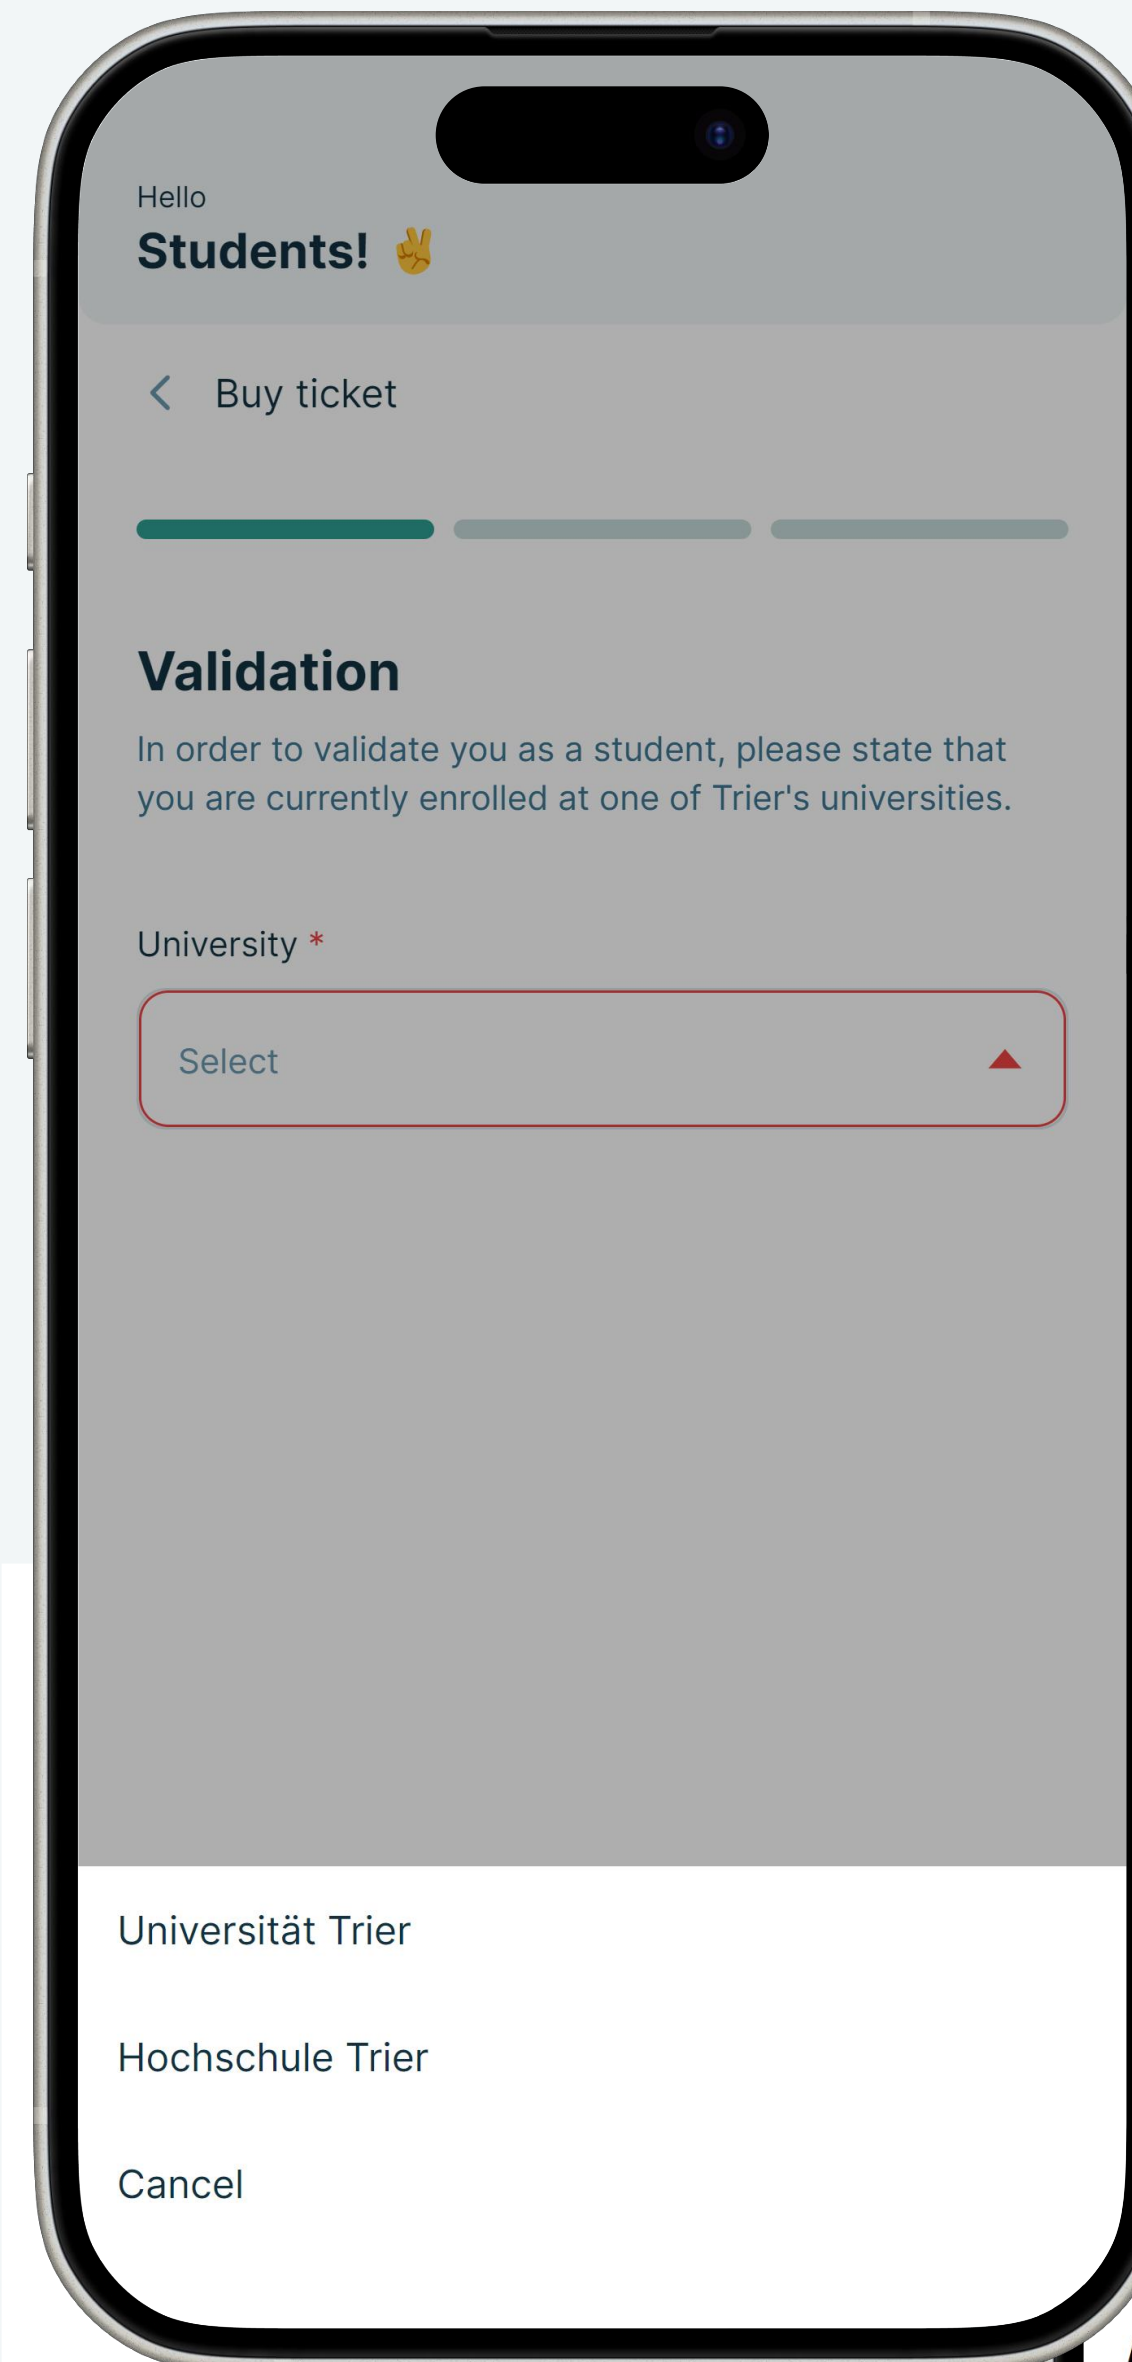 Hello
Students! ✌️
Buy ticket
Validation
In order to validate you as a student, please state that
you are currently enrolled at one of Trier's universities.
University *
Select
Universität Trier
Hochschule Trier
Cancel